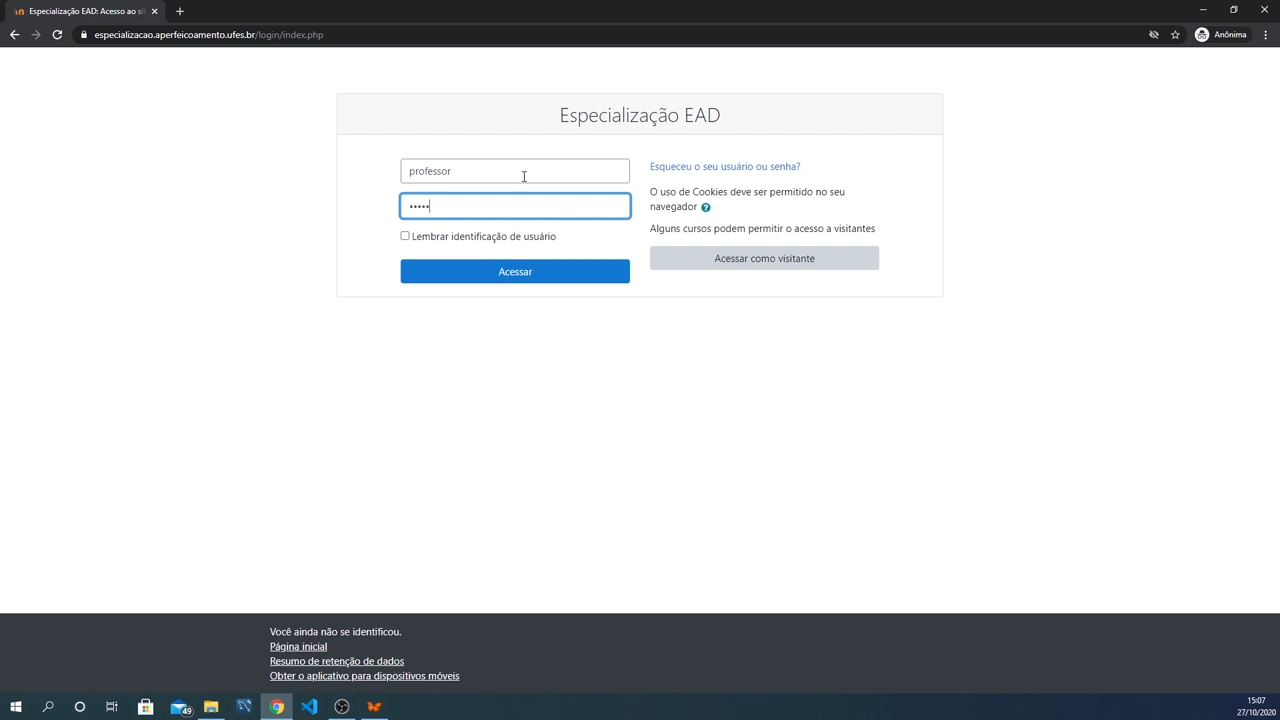 Especialização EAD: Acesso ao si
especializacao.aperfeicoamento.ufes.br/login/index.php
Anônima
Especialização EAD
professor
•••••
Lembrar identificação de usuário
Acessar
Esqueceu o seu usuário ou senha?
O uso de Cookies deve ser permitido no seu
navegador
Alguns cursos podem permitir o acesso a visitantes
Acessar como visitante
Você ainda não se identificou.
Página inicial
Resumo de retenção de dados
Obter o aplicativo para dispositivos móveis
49
15:07
27/10/2020